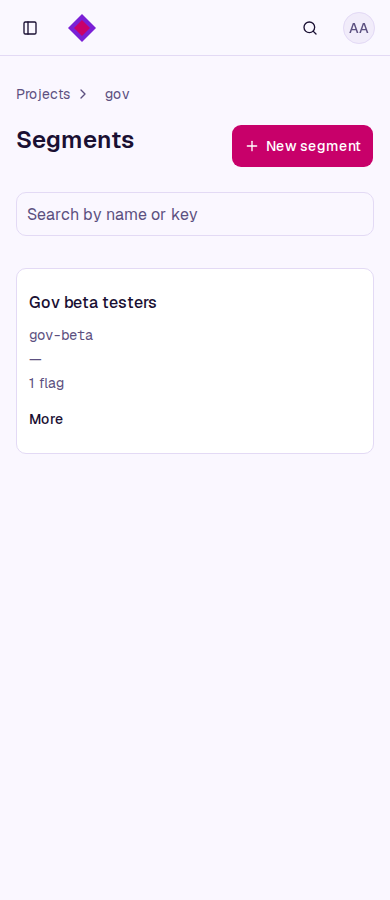 AA
Projects > gov
Segments
+ New segment
Search by name or key
Gov beta testers
gov-beta
—
1 flag
More